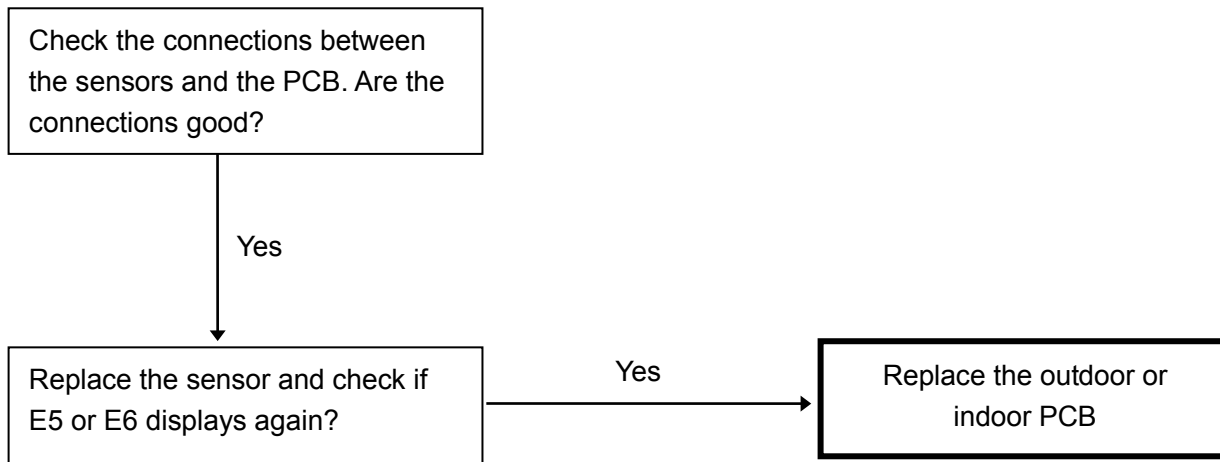 Check the connections between
the sensors and the PCB. Are the
connections good?
Yes
Replace the sensor and check if
E5 or E6 displays again?
Yes
Replace the outdoor or
indoor PCB